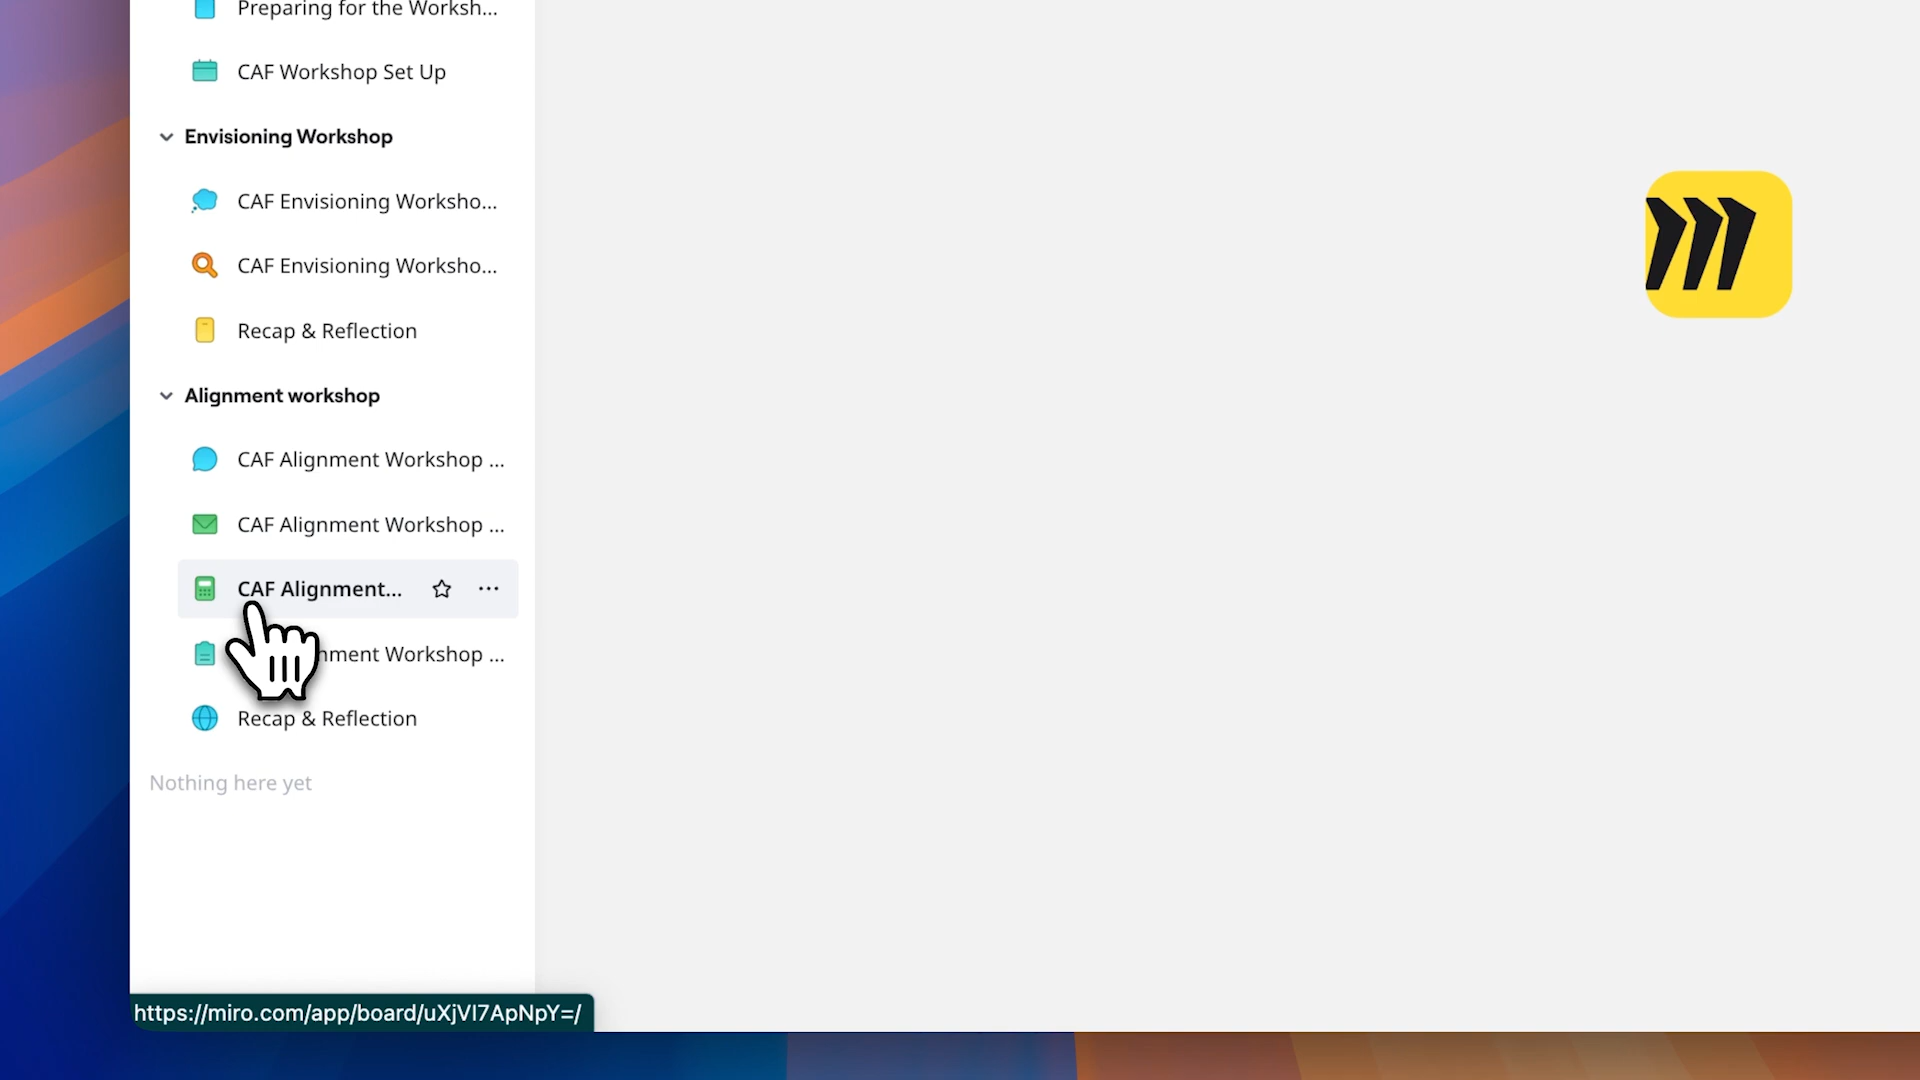 Preparing for the Worksh...
CAF Workshop Set Up
Envisioning Workshop
CAF Envisioning Worksho...
CAF Envisioning Worksho...
Recap & Reflection
Alignment workshop
CAF Alignment Workshop ...
CAF Alignment Workshop ...
CAF Alignment...
nment Workshop ...
Recap & Reflection
Nothing here yet
https://miro.com/app/board/uXjVI7ApNpY=/